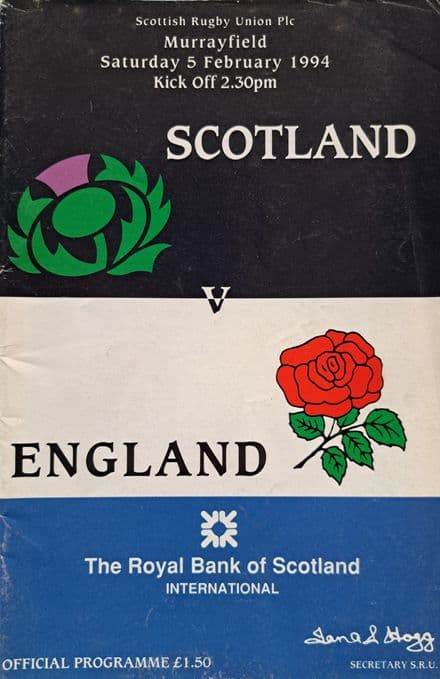 Scottish Rugby Union Plc
Murrayfield
Saturday 5 February 1994
Kick Off 2.30pm
SCOTLAND
V
ENGLAND
The Royal Bank of Scotland
INTERNATIONAL
Hogg
OFFICIAL PROGRAMME £1.50
SECRETARY S.R.U.